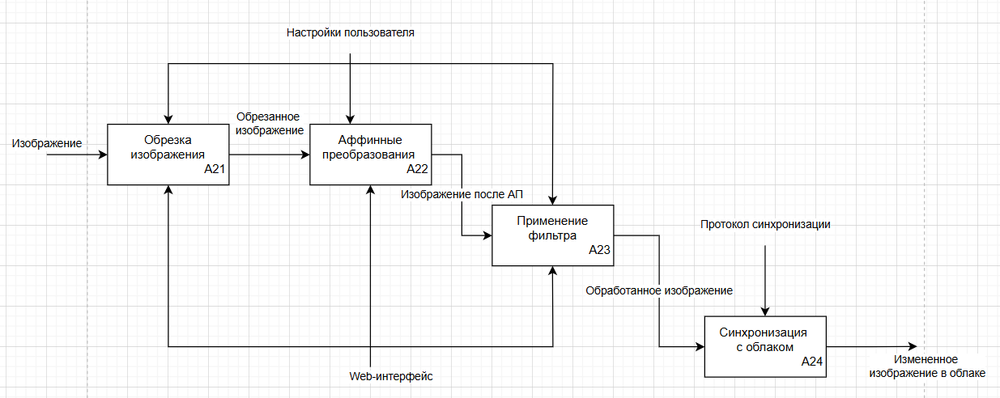 Настройки пользователя
Изображение
Обрезка
изображения
A21
Обрезанное
изображение
Аффинные
преобразования
A22
Изображение после АП
Применение
фильтра
A23
Протокол синхронизации
Обработанное изображение
Синхронизация
с облаком
A24
Измененное
изображение в облаке
Web-интерфейс